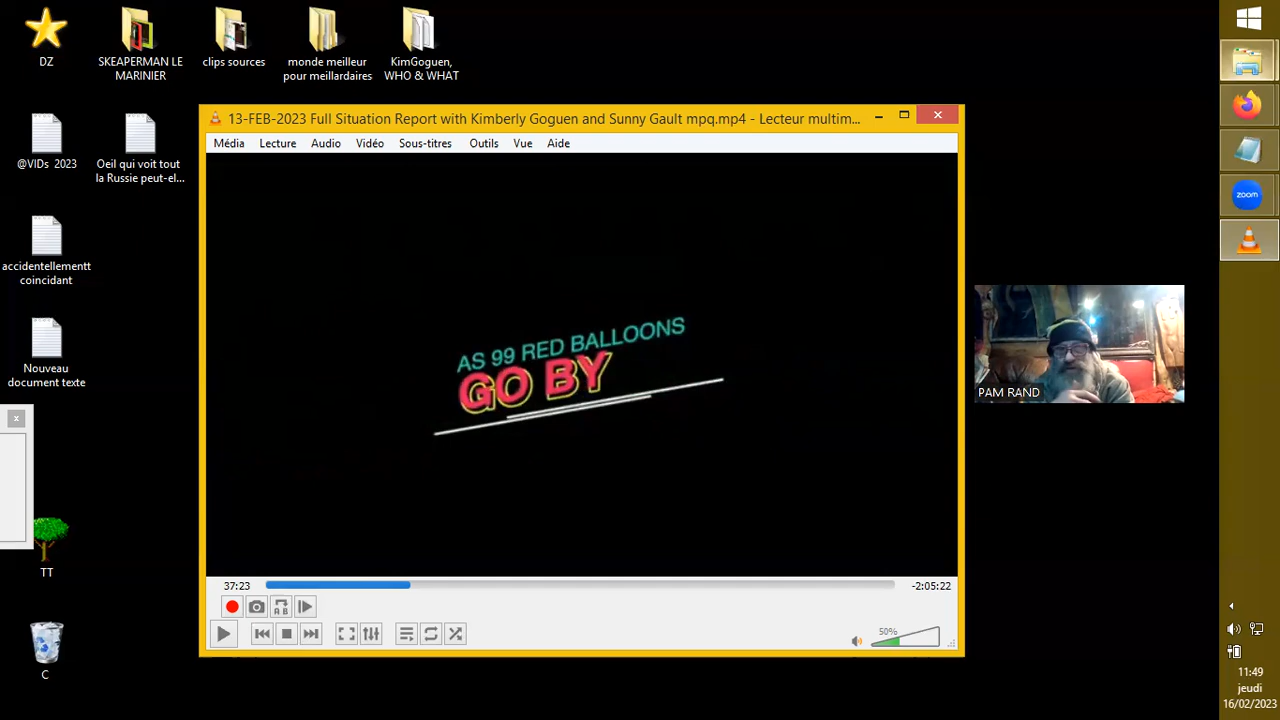 DZ
SKEAPERMAN LE
MARINIER
clips sources
monde meilleur
pour meillardaires
KimGoguen,
WHO & WHAT
@VIDs 2023
Oeil qui voit tout
la Russie peut-el...
accidentellementt
coincidant
Nouveau
document texte
x
TT
C
13-FEB-2023 Full Situation Report with Kimberly Goguen and Sunny Gault mpq.mp4 - Lecteur multim...
Média Lecture Audio Vidéo Sous-titres Outils Vue Aide
AS 99 RED BALLOONS
GO BY
37:23
-2:05:22
A B
50%
PAM RAND
zoom
11:49
jeudi
16/02/2023